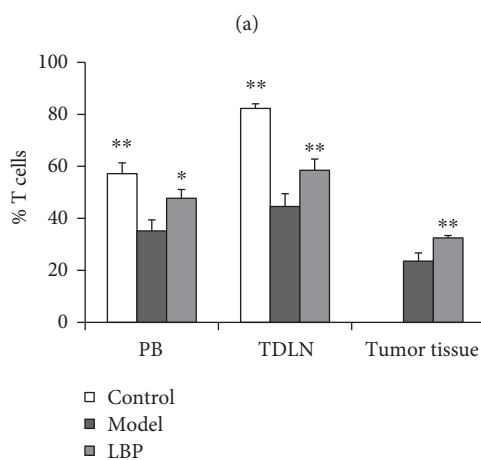 (a)
100
80
60
40
20
0
% T cells
**
*
**
**
**
PB TDLN Tumor tissue
Control
Model
LBP